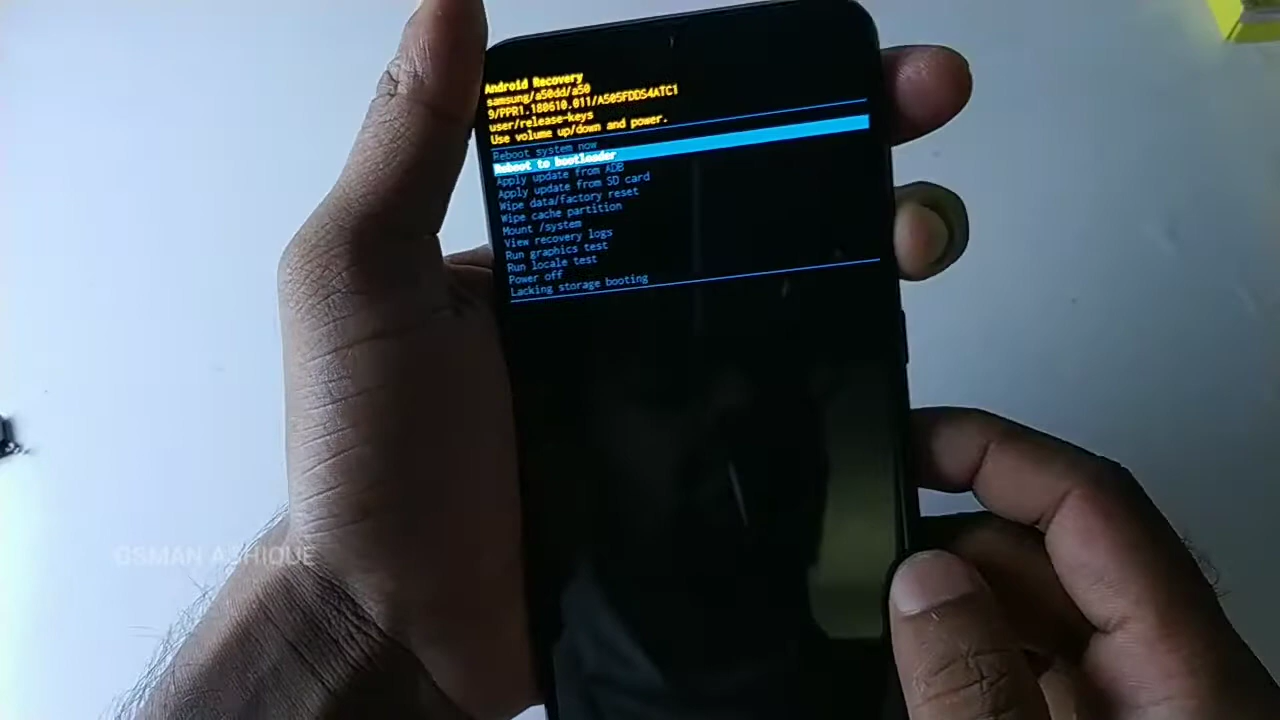 Android Recovery
samsung/a50dd/a50
9/PPR1.180610.011/A505FDDS4ATC1
user/release-keys
Use volume up/down and power.
Reboot system now
Reboot to bootloader
Apply update from ADB
Apply update from SD card
Wipe data/factory reset
Wipe cache partition
Mount /system
View recovery logs
Run graphics test
Run locale test
Power off
Lacking storage booting
OSMAN ASHIQUE